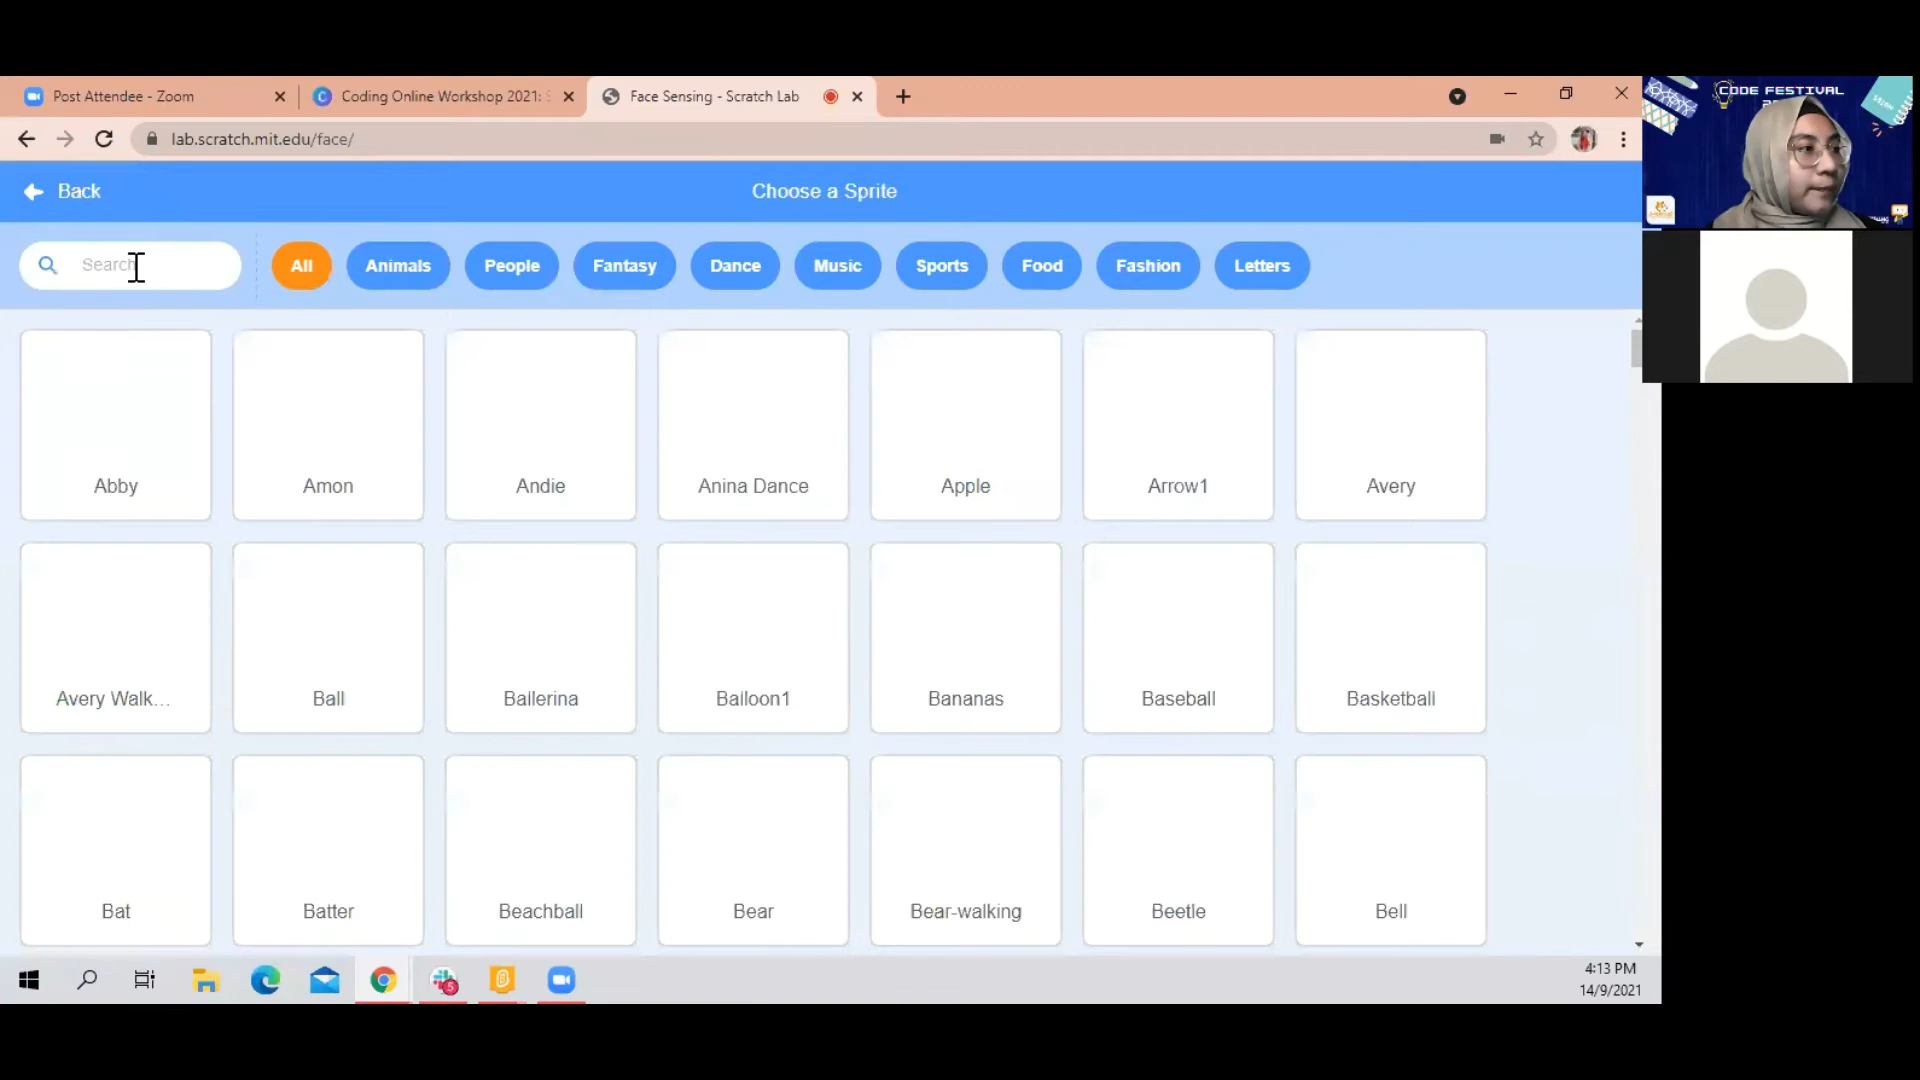 Post Attendee - Zoom
Coding Online Workshop 2021:
Face Sensing - Scratch Lab
lab.scratch.mit.edu/face/
CODE FESTIVAL
Back
Choose a Sprite
Search
All
Animals
People
Fantasy
Dance
Music
Sports
Food
Fashion
Letters
Abby
Amon
Andie
Anina Dance
Apple
Arrow1
Avery
Avery Walk...
Ball
Ballerina
Balloon1
Bananas
Baseball
Basketball
Bat
Batter
Beachball
Bear
Bear-walking
Beetle
Bell
5
4:13 PM
14/9/2021